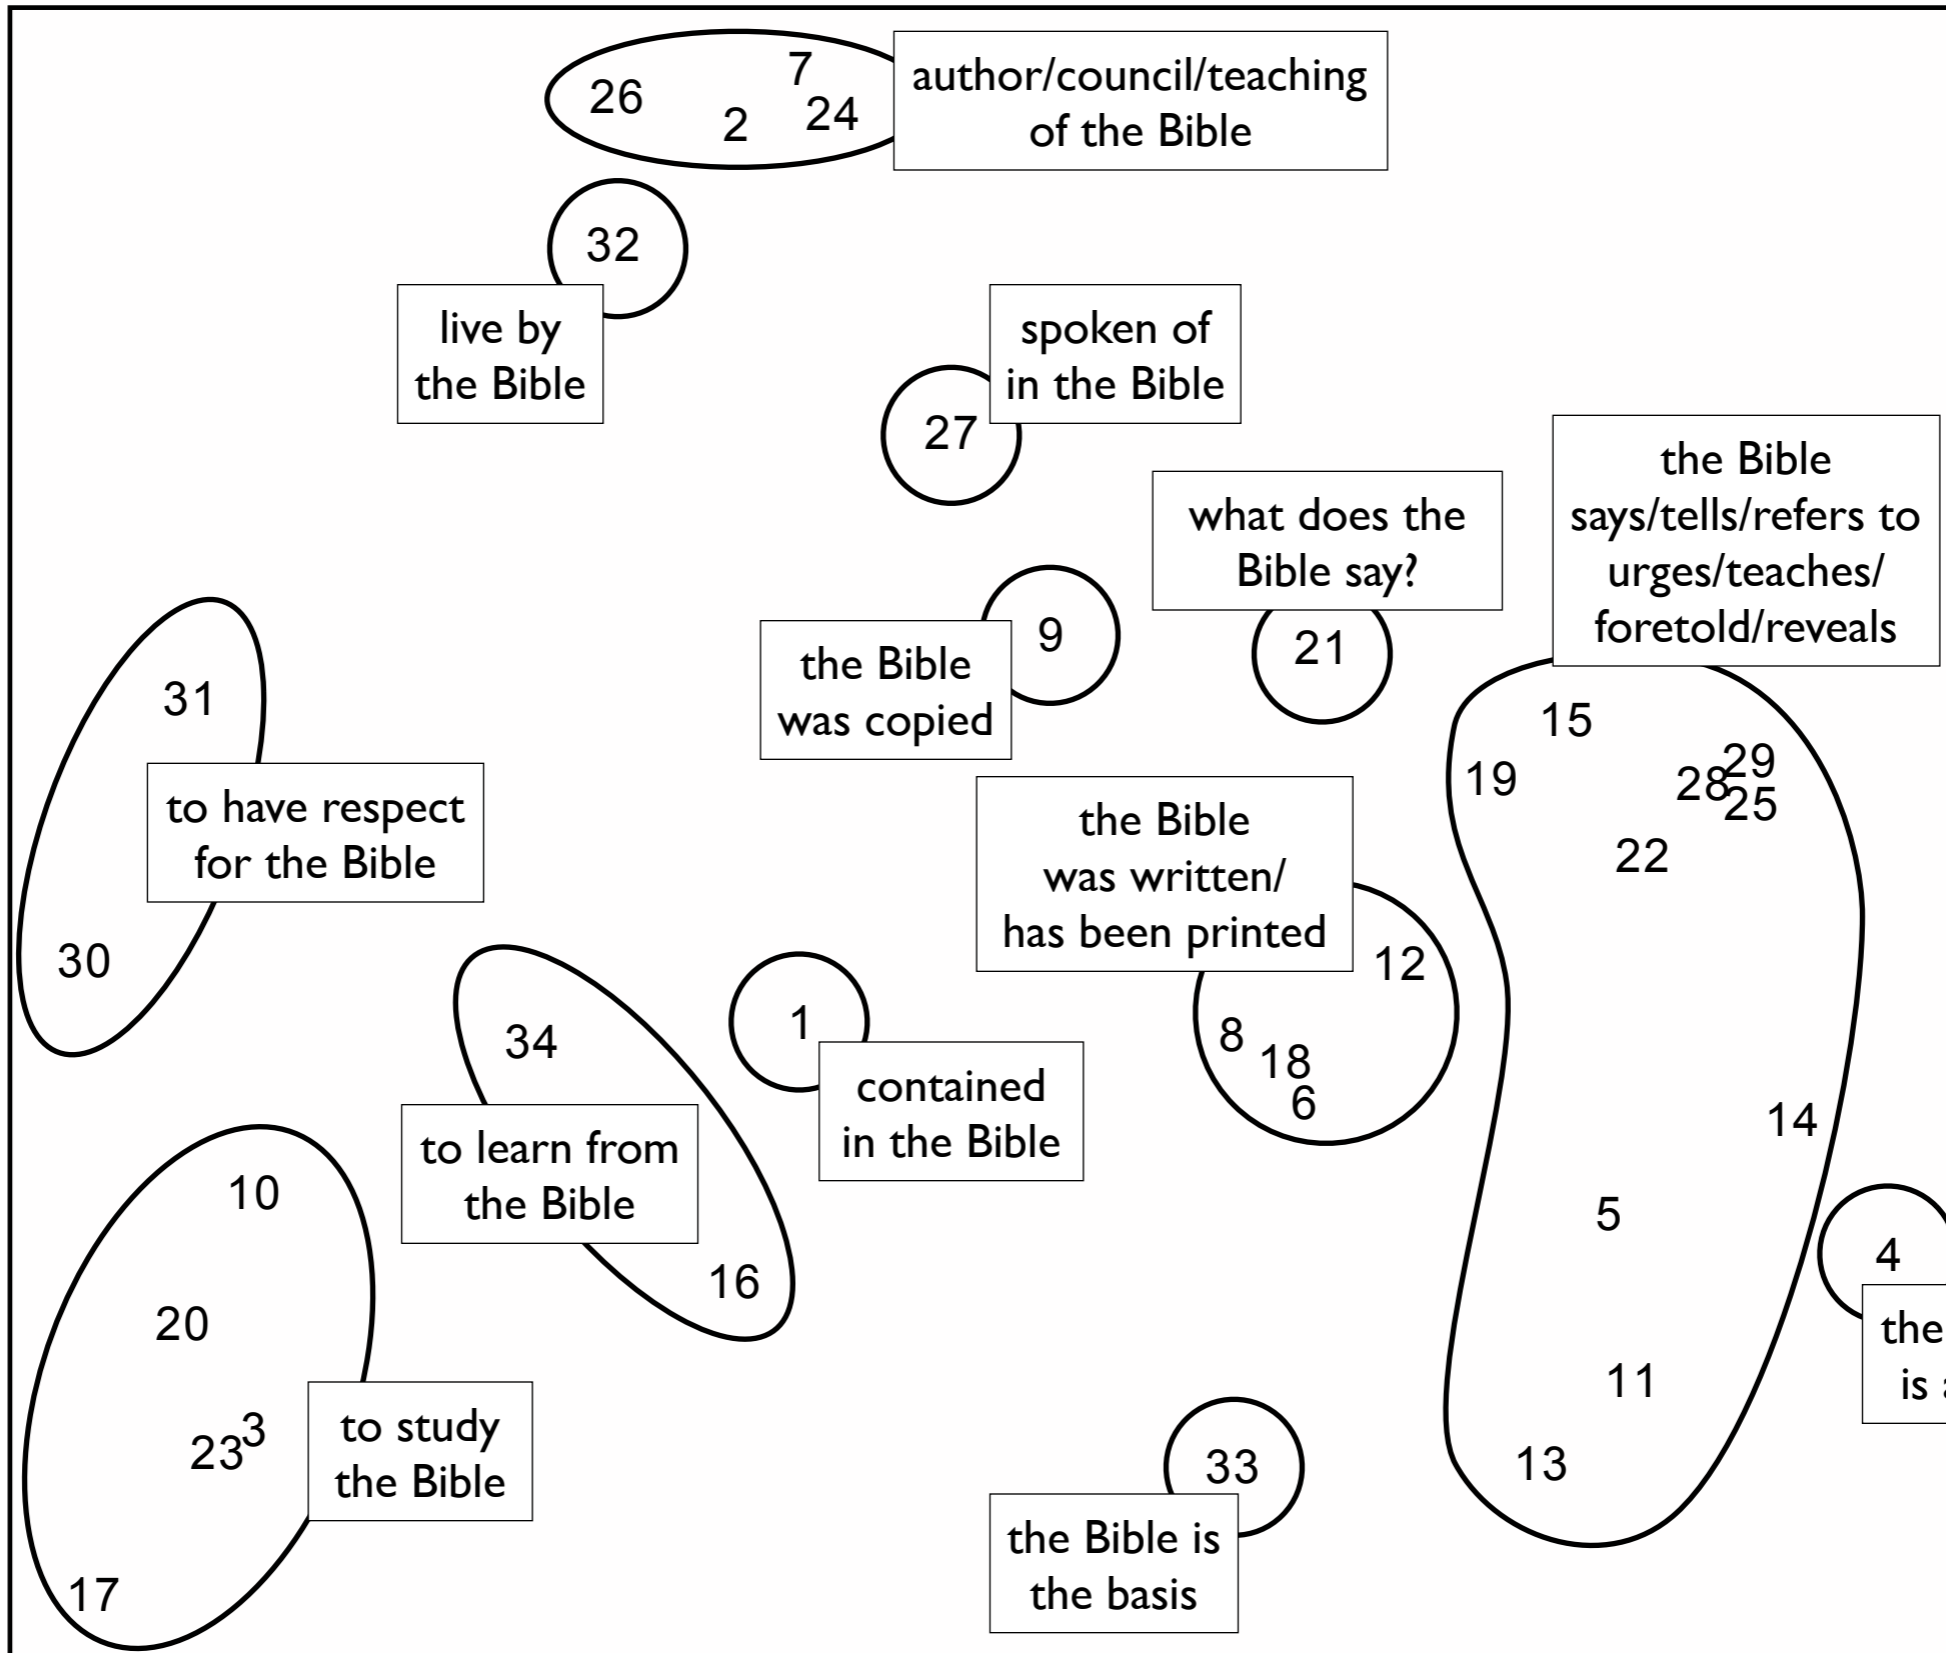 7
26
2
24
author/council/teaching
of the Bible
32
live by
the Bible
spoken of
in the Bible
27
what does the
Bible say?
the Bible
says/tells/refers to
urges/teaches/
foretold/reveals
9
21
the Bible
was copied
31
to have respect
for the Bible
30
15
19
29
28
25
22
the Bible
was written/
has been printed
12
8
18
6
34
1
contained
in the Bible
to learn from
the Bible
16
14
5
4
the
is a
11
13
10
20
3
23
to study
the Bible
17
33
the Bible is
the basis